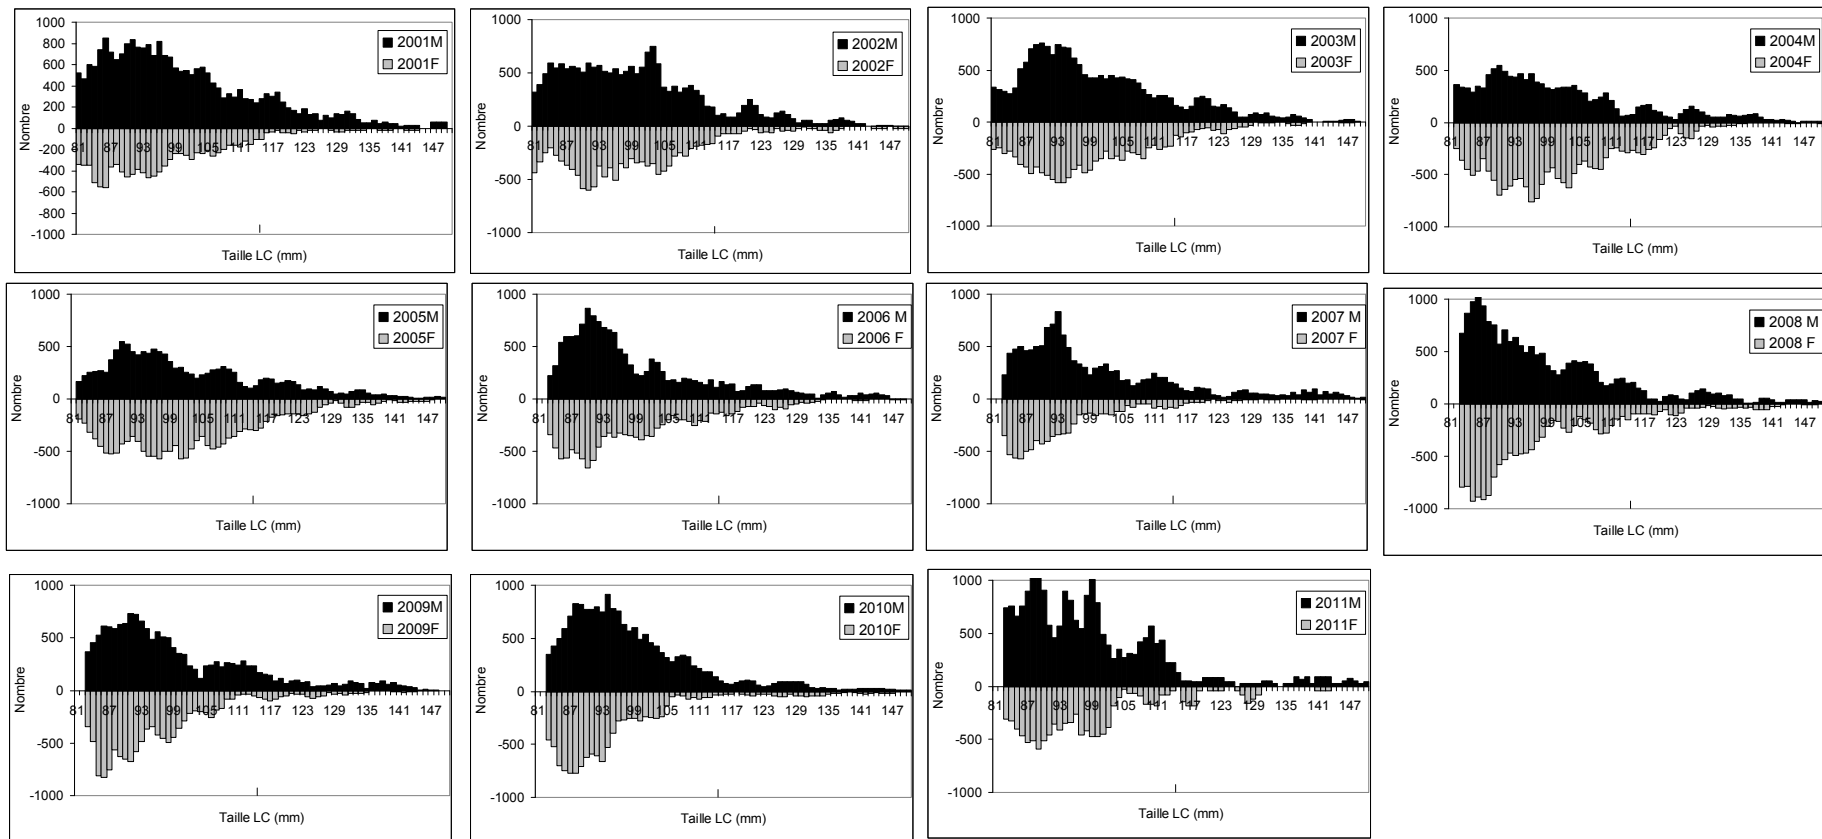 1000
800
600
400
200
0
-200
-400
-600
-800
-1000
Nombre
81 87 93 99 105 111 117 123 129 135 141 147
Taille LC (mm)
2001M
2001F
1000
500
0
-500
-1000
Nombre
81 87 93 99 105 111 117 123 129 135 141 147
Taille LC (mm)
2002M
2002F
1000
500
0
-500
-1000
Nombre
81 87 93 99 105 111 117 123 129 135 141 147
Taille LC (mm)
2003M
2003F
1000
500
0
-500
-1000
Nombre
81 87 93 99 105 111 117 123 129 135 141 147
Taille LC (mm)
2004M
2004F
1000
500
0
-500
-1000
Nombre
81 87 93 99 105 111 117 123 129 135 141 147
Taille LC (mm)
2005M
2005F
1000
500
0
-500
-1000
Nombre
81 87 93 99 105 111 117 123 129 135 141 147
Taille LC (mm)
2006 M
2006 F
1000
500
0
-500
-1000
Nombre
81 87 93 99 105 111 117 123 129 135 141 147
Taille LC (mm)
2007 M
2007 F
1000
500
0
-500
-1000
Nombre
81 87 93 99 105 111 117 123 129 135 141 147
Taille LC (mm)
2008 M
2008 F
1000
500
0
-500
-1000
Nombre
81 87 93 99 105 111 117 123 129 135 141 147
Taille LC (mm)
2009M
2009F
1000
500
0
-500
-1000
Nombre
81 87 93 99 105 111 117 123 129 135 141 147
Taille LC (mm)
2010M
2010F
1000
500
0
-500
-1000
Nombre
81 87 93 99 105 111 117 123 129 135 141 147
Taille LC (mm)
2011M
2011F